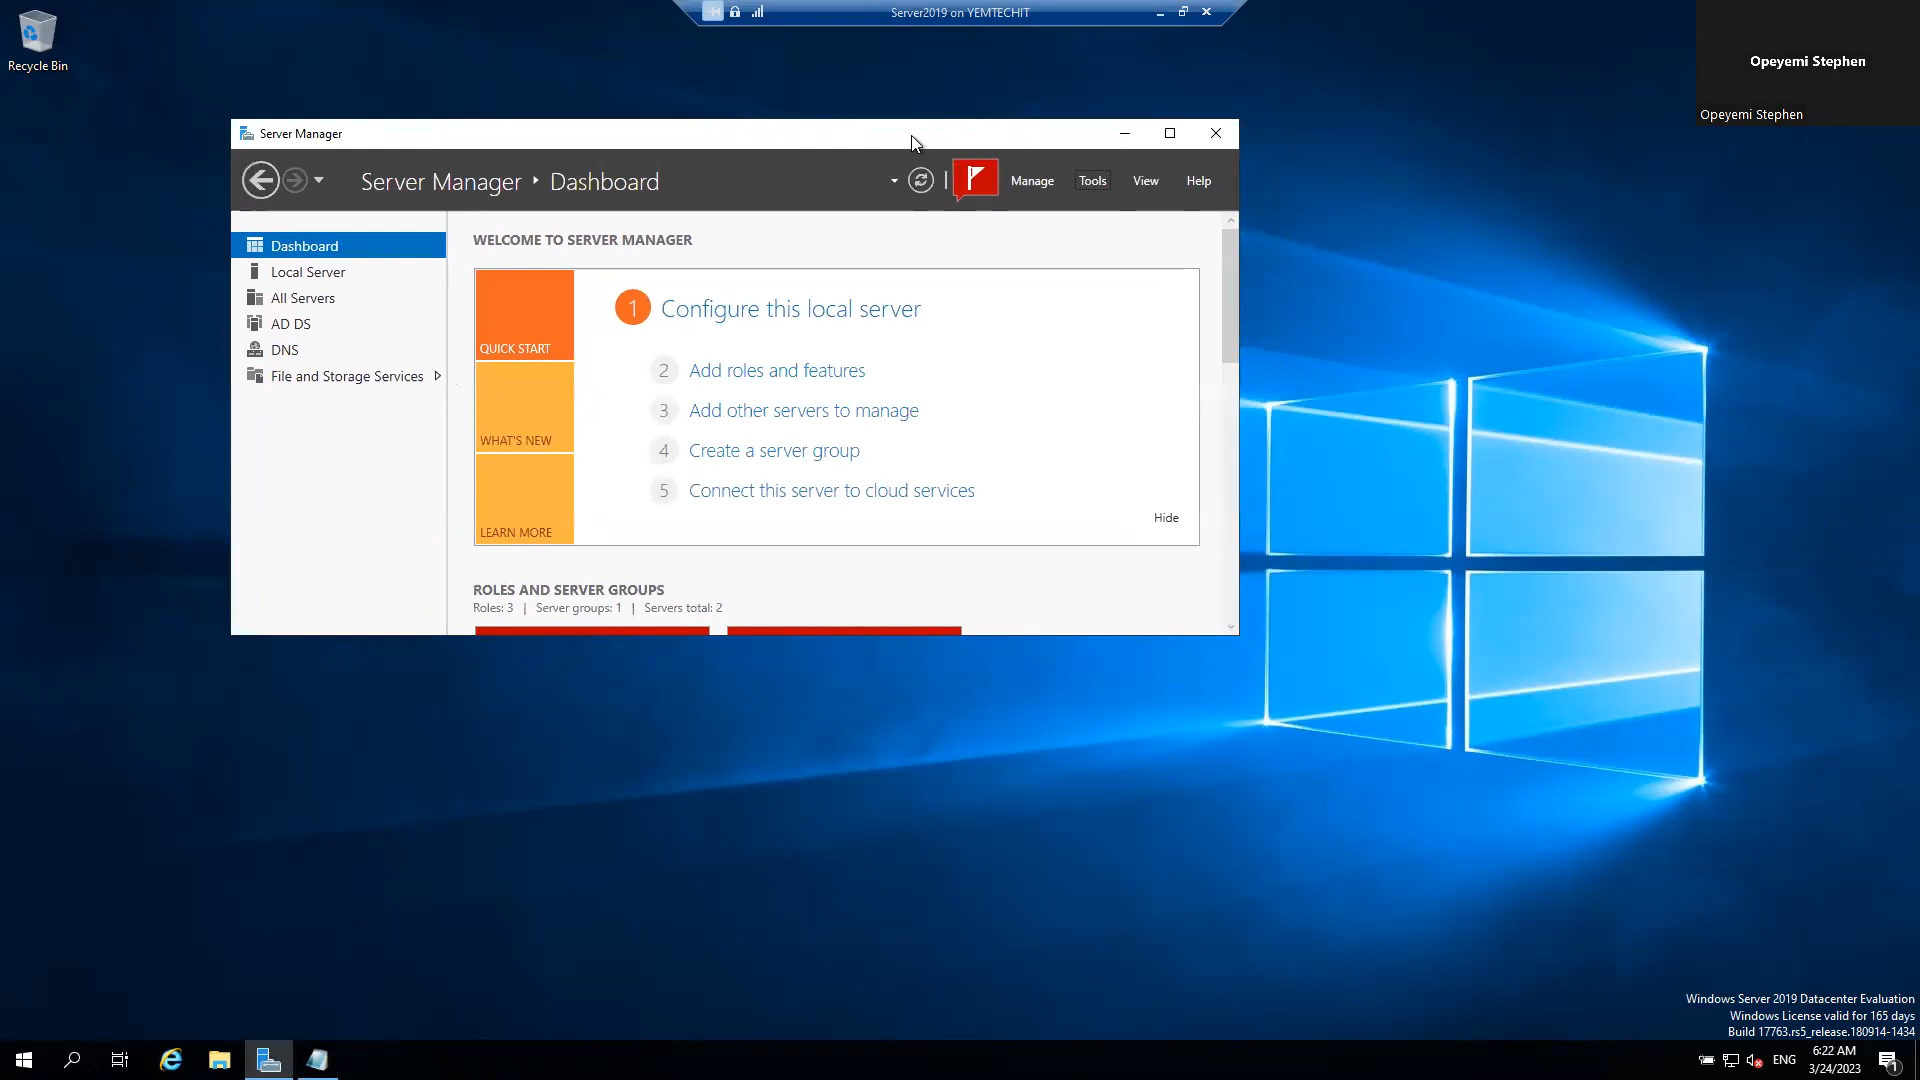 Server2019 on YEMTECHIT
Recycle Bin
Opeyemi Stephen
Opeyemi Stephen
Server Manager
Server Manager Dashboard
Manage Tools View Help
Dashboard
Local Server
All Servers
AD DS
DNS
File and Storage Services
WELCOME TO SERVER MANAGER
QUICK START
WHAT'S NEW
LEARN MORE
1 Configure this local server
2 Add roles and features
3 Add other servers to manage
4 Create a server group
5 Connect this server to cloud services
Hide
ROLES AND SERVER GROUPS
Roles: 3 | Server groups: 1 | Servers total: 2
Windows Server 2019 Datacenter Evaluation
Windows License valid for 165 days
Build 17763.rs5_release.180914-1434
ENG
6:22 AM
3/24/2023
1